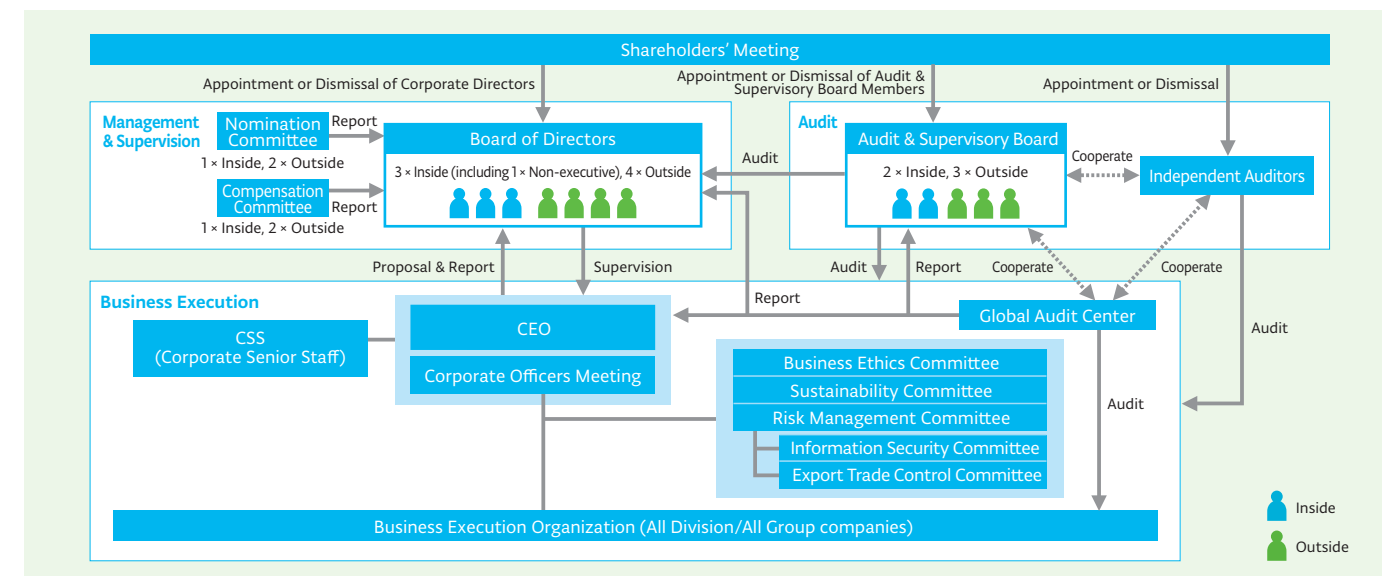 Shareholders’ Meeting
Appointment or Dismissal of Corporate Directors
Appointment or Dismissal of Audit &
Supervisory Board Members
Appointment or Dismissal
Management
& Supervision
Nomination
Committee
Report
1 × Inside, 2 × Outside
Compensation
Committee
Report
1 × Inside, 2 × Outside
Board of Directors
3 × Inside (including 1 × Non-executive), 4 × Outside
Audit
Audit
Audit & Supervisory Board
2 × Inside, 3 × Outside
Cooperate
Independent Auditors
Proposal & Report
Supervision
Audit
Report
Cooperate
Cooperate
Business Execution
Report
CSS
(Corporate Senior Staff)
CEO
Corporate Officers Meeting
Global Audit Center
Audit
Business Ethics Committee
Sustainability Committee
Risk Management Committee
Information Security Committee
Export Trade Control Committee
Audit
Business Execution Organization (All Division/All Group companies)
Inside
Outside